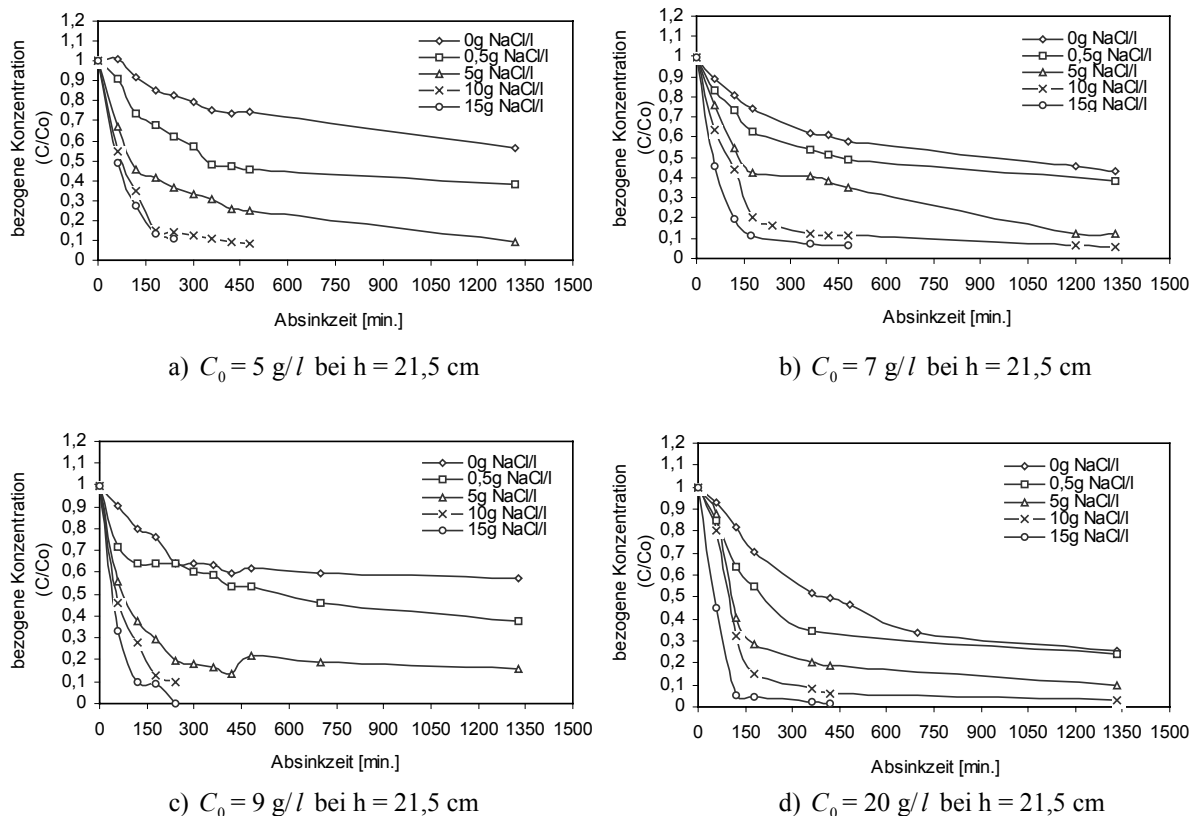 1,2
1,1
1
0,9
0,8
0,7
0,6
0,5
0,4
0,3
0,2
0,1
0
bezogene Konzentration
(C/Co)
0g NaCl/l
0,5g NaCl/l
5g NaCl/l
10g NaCl/l
15g NaCl/l
0 150 300 450 600 750 900 1050 1200 1350 1500
Absinkzeit [min.]
a) C0 = 5 g/l bei h = 21,5 cm
1,2
1,1
1
0,9
0,8
0,7
0,6
0,5
0,4
0,3
0,2
0,1
0
bezogene Konzentration
(C/Co)
0g NaCl/l
0,5g NaCl/l
5g NaCl/l
10g NaCl/l
15g NaCl/l
0 150 300 450 600 750 900 1050 1200 1350 1500
Absinkzeit [min.]
b) C0 = 7 g/l bei h = 21,5 cm
1,2
1,1
1
0,9
0,8
0,7
0,6
0,5
0,4
0,3
0,2
0,1
0
bezogene Konzentration
(C/Co)
0g NaCl/l
0,5g NaCl/l
5g NaCl/l
10g NaCl/l
15g NaCl/l
0 150 300 450 600 750 900 1050 1200 1350 1500
Absinkzeit [min.]
c) C0 = 9 g/l bei h = 21,5 cm
1,2
1,1
1
0,9
0,8
0,7
0,6
0,5
0,4
0,3
0,2
0,1
0
bezogene Konzentration
(C/Co)
0g NaCl/l
0,5g NaCl/l
5g NaCl/l
10g NaCl/l
15g NaCl/l
0 150 300 450 600 750 900 1050 1200 1350 1500
Absinkzeit [min.]
d) C0 = 20 g/l bei h = 21,5 cm